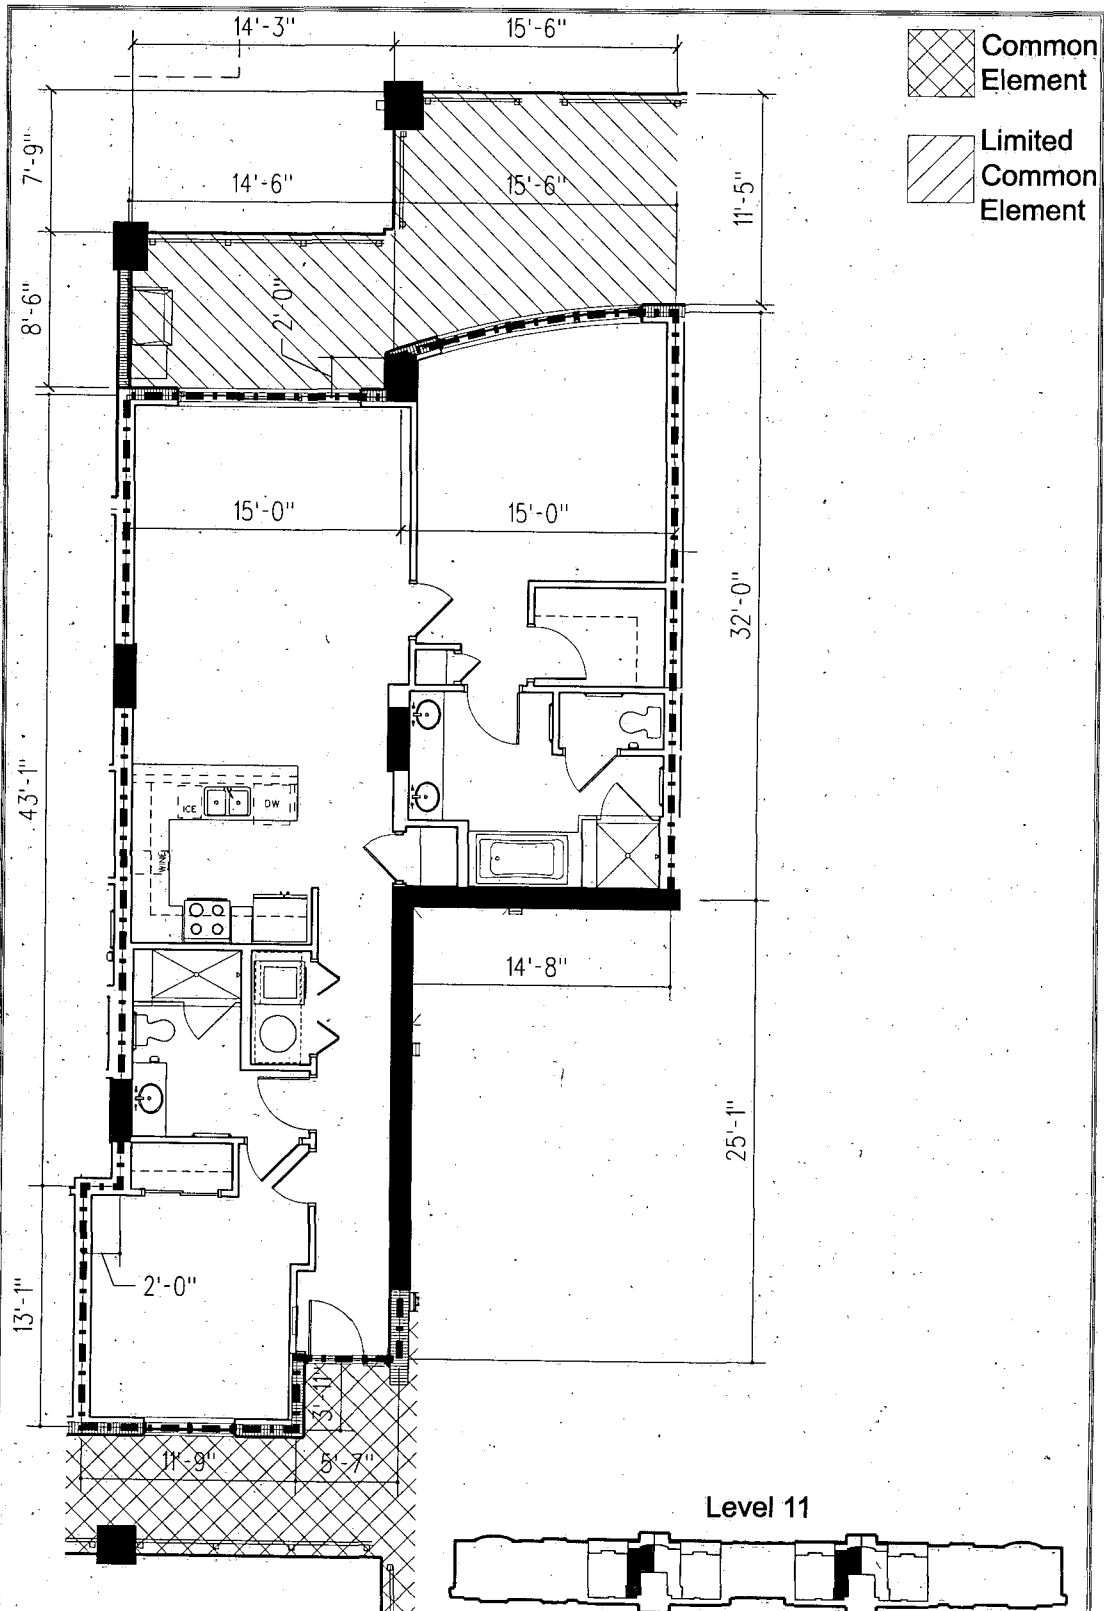 14'-3"
15'-6"
Common
Element
Limited
Common
Element
7'-9"
14'-6"
15'-6"
11'-5"
8'-6"
2'-0"
15'-0"
15'-0"
32'-0"
43'-1"
ICE
DW
WINE
14'-8"
25'-1"
2'-0"
13'-1"
3'-11"
11'-9"
5'-7"
Level 11